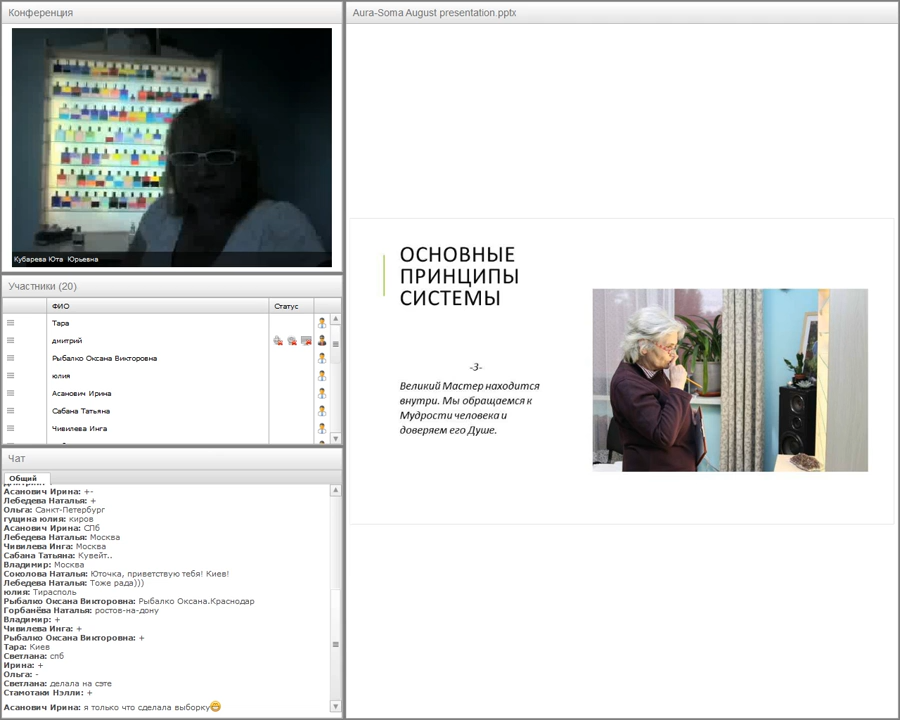 Конференция
Кубарева Юта Юрьевна
Участники (20)
ФИО
Статус
Тара
дмитрий
Рыбалко Оксана Викторовна
юлия
Асанович Ирина
Сабана Татьяна
Чивилева Инга
Чат
Общий
Асанович Ирина: +-
Лебедева Наталья: +
Ольга: Санкт-Петербург
гущина юлия: киров
Асанович Ирина: СПб
Лебедева Наталья: Москва
Чивилева Инга: Москва
Сабана Татьяна: Кувейт..
Владимир: Москва
Соколова Наталья: Юточка, приветствую тебя! Киев!
Лебедева Наталья: Тоже рада)))
юлия: Тирасполь
Рыбалко Оксана Викторовна: Рыбалко Оксана.Краснодар
Горбанёва Наталья: ростов-на-дону
Владимир: +
Чивилева Инга: +
Рыбалко Оксана Викторовна: +
Тара: Киев
Светлана: спб
Ирина: +
Ольга: -
Светлана: делала на сэте
Стамотаки Нэлли: +
Асанович Ирина: я только что сделала выборку
Aura-Soma August presentation.pptx
ОСНОВНЫЕ
ПРИНЦИПЫ
СИСТЕМЫ
-3-
Великий Мастер находится
внутри. Мы обращаемся к
Мудрости человека и
доверяем его Душе.